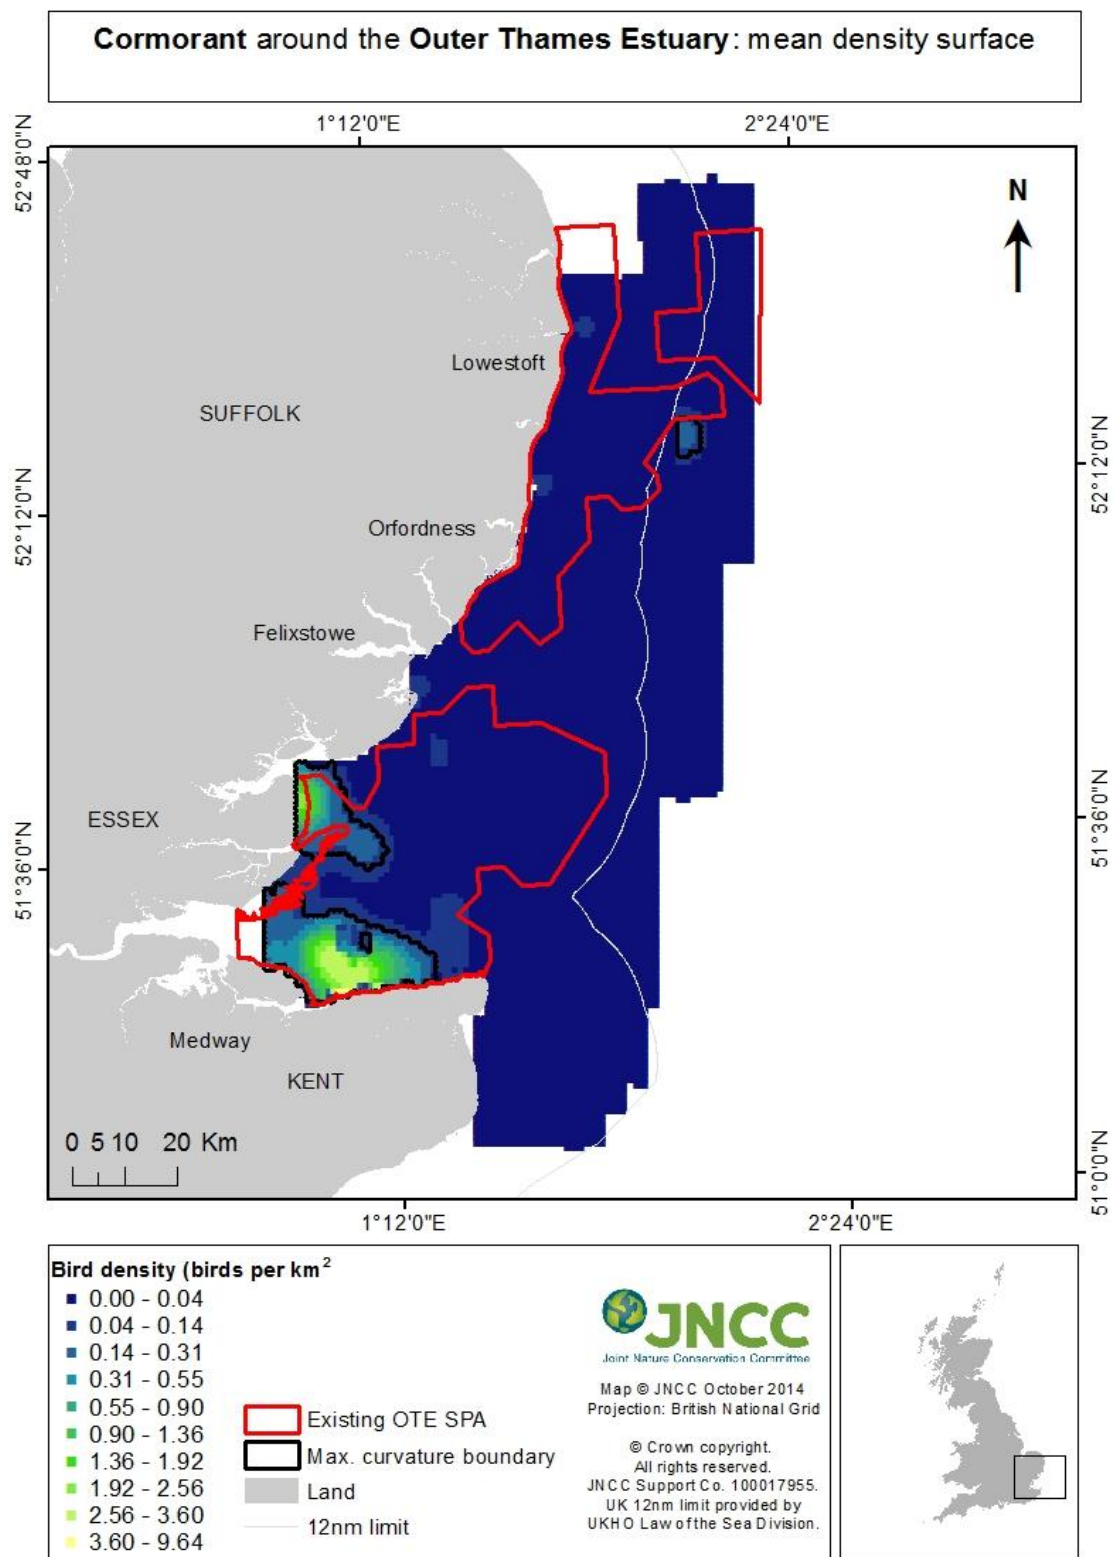 Cormorant around the Outer Thames Estuary: mean density surface
1°12'0"E
2°24'0"E
52°48'0"N
N
Lowestoft
SUFFOLK
52°12'0"N
52°12'0"N
Orfordness
Felixstowe
ESSEX
51°36'0"N
51°36'0"N
Medway
KENT
0 5 10 20 Km
51°0'0"N
1°12'0"E
2°24'0"E
Bird density (birds per km²
0.00 - 0.04
0.04 - 0.14
0.14 - 0.31
0.31 - 0.55
0.55 - 0.90
0.90 - 1.36
1.36 - 1.92
1.92 - 2.56
2.56 - 3.60
3.60 - 9.64
Existing OTE SPA
Max. curvature boundary
Land
12nm limit
JNCC
Joint Nature Conservation Committee
Map © JNCC October 2014
Projection: British National Grid
© Crown copyright.
All rights reserved.
JNCC Support Co. 100017955.
UK 12nm limit provided by
UKHO Law of the Sea Division.